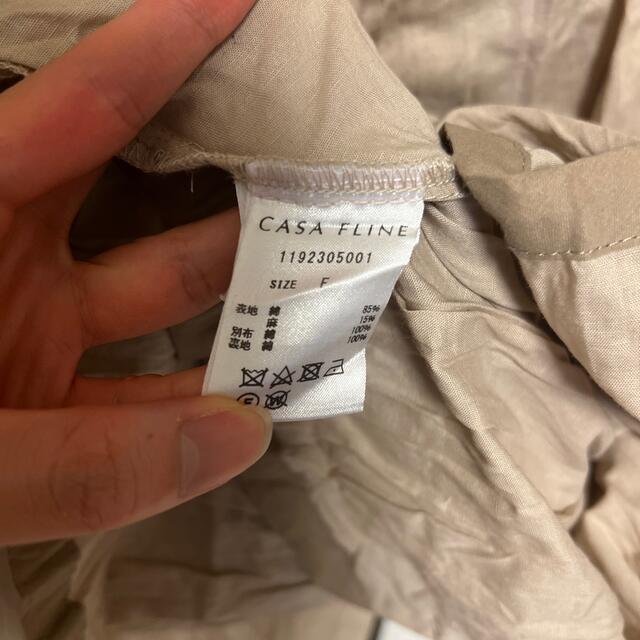 CASA FLINE
1192305001
SIZE F
表地 綿 85%
麻 15%
別布 綿 100%
裏地 綿 100%